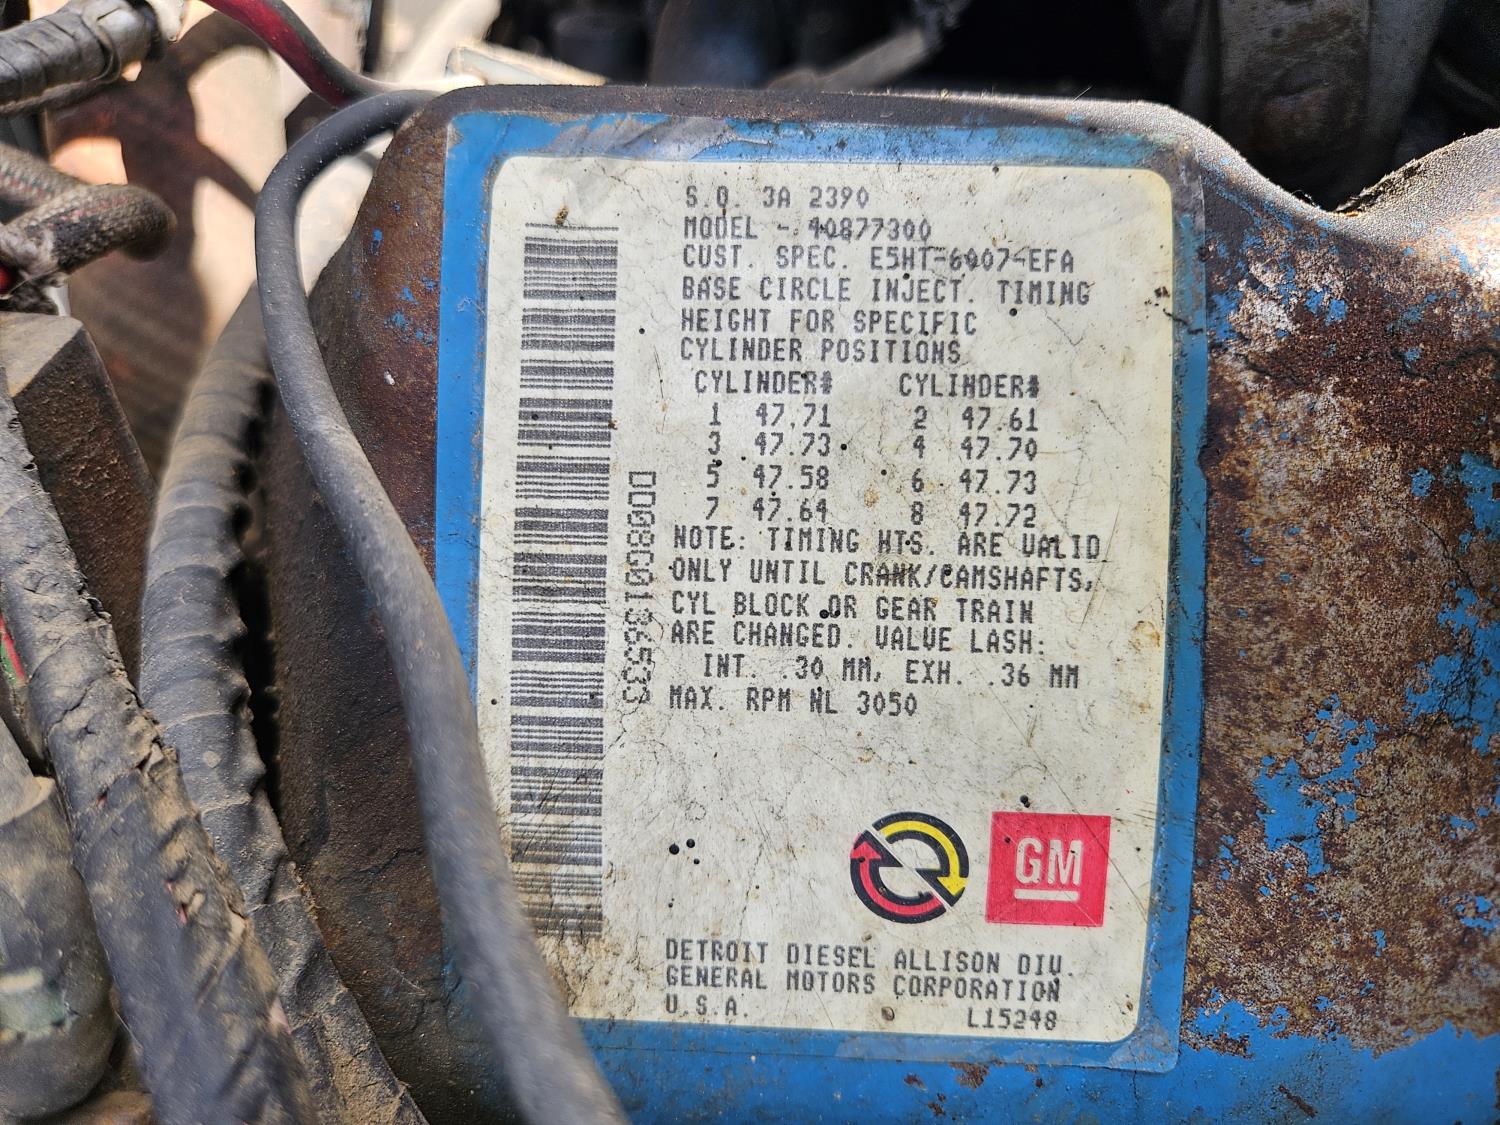 S.O. 3A 2390
MODEL - 40877300
CUST. SPEC. E5HT-6007-EFA
BASE CIRCLE INJECT. TIMING
HEIGHT FOR SPECIFIC
CYLINDER POSITIONS
CYLINDER# CYLINDER#
1 47.71 2 47.61
3 47.73 4 47.70
5 47.58 6 47.73
7 47.64 8 47.72
NOTE: TIMING HTS. ARE VALID
ONLY UNTIL CRANK/CAMSHAFTS,
CYL BLOCK OR GEAR TRAIN
ARE CHANGED. VALVE LASH:
INT. .30 MM, EXH. .36 MM
MAX. RPM NL 3050
DD08CG0136533
GM
DETROIT DIESEL ALLISON DIV.
GENERAL MOTORS CORPORATION
U.S.A. L15248